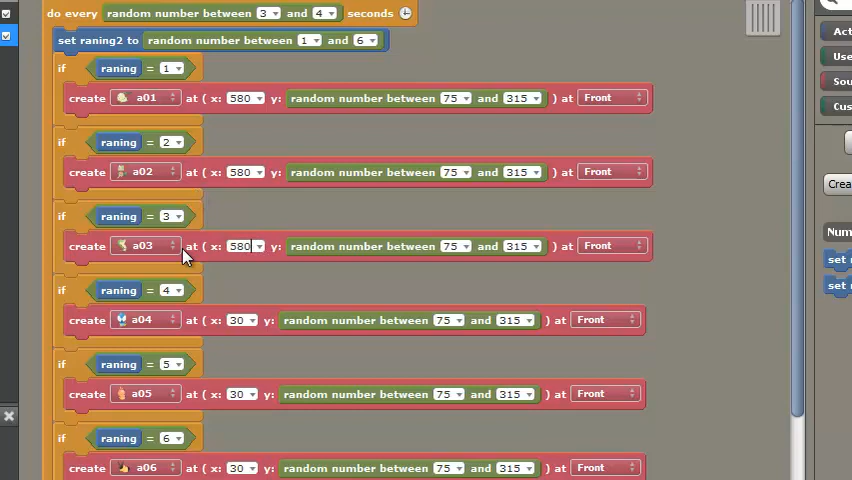 do every random number between 3 and 4 seconds
set raning2 to random number between 1 and 6
if raning = 1
create a01 at ( x: 580 y: random number between 75 and 315 ) at Front
if raning = 2
create a02 at ( x: 580 y: random number between 75 and 315 ) at Front
if raning = 3
create a03 at ( x: 580 y: random number between 75 and 315 ) at Front
if raning = 4
create a04 at ( x: 30 y: random number between 75 and 315 ) at Front
if raning = 5
create a05 at ( x: 30 y: random number between 75 and 315 ) at Front
if raning = 6
create a06 at ( x: 30 y: random number between 75 and 315 ) at Front
Act
Use
Sou
Cus
Crea
Num
set r
set r